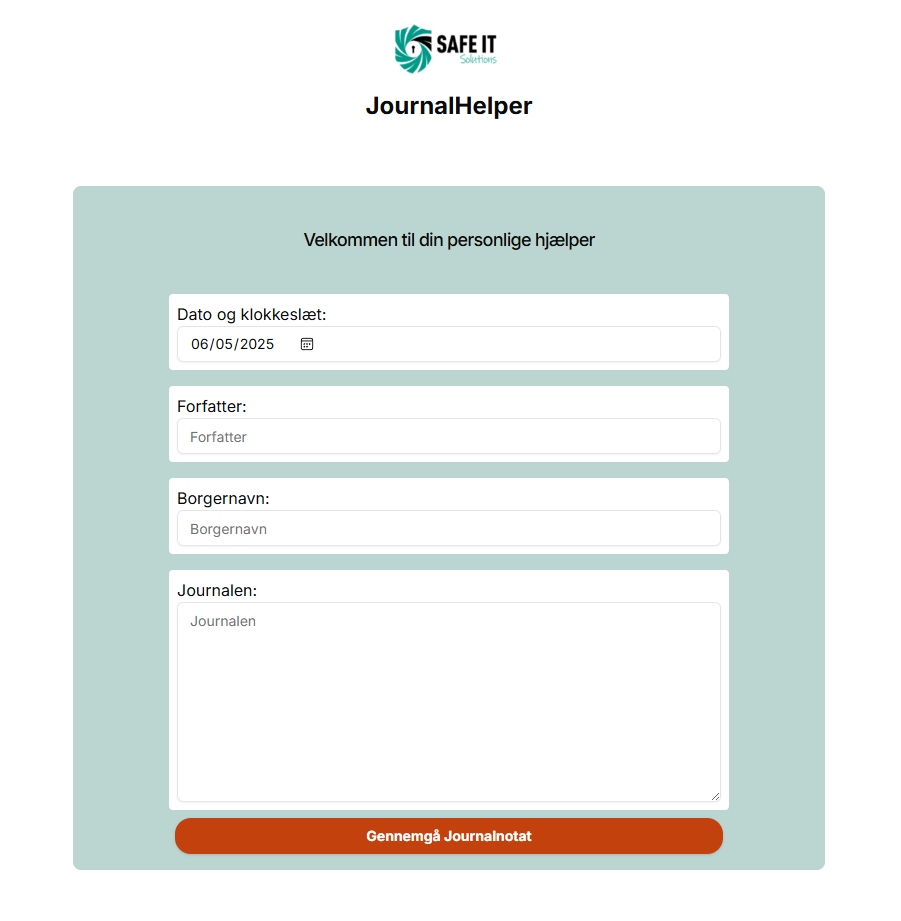 SAFE IT
Solutions
JournalHelper
Velkommen til din personlige hjælper
Dato og klokkeslæt:
06/05/2025
Forfatter:
Forfatter
Borgernavn:
Borgernavn
Journalen:
Journalen
Gennemgå Journalnotat